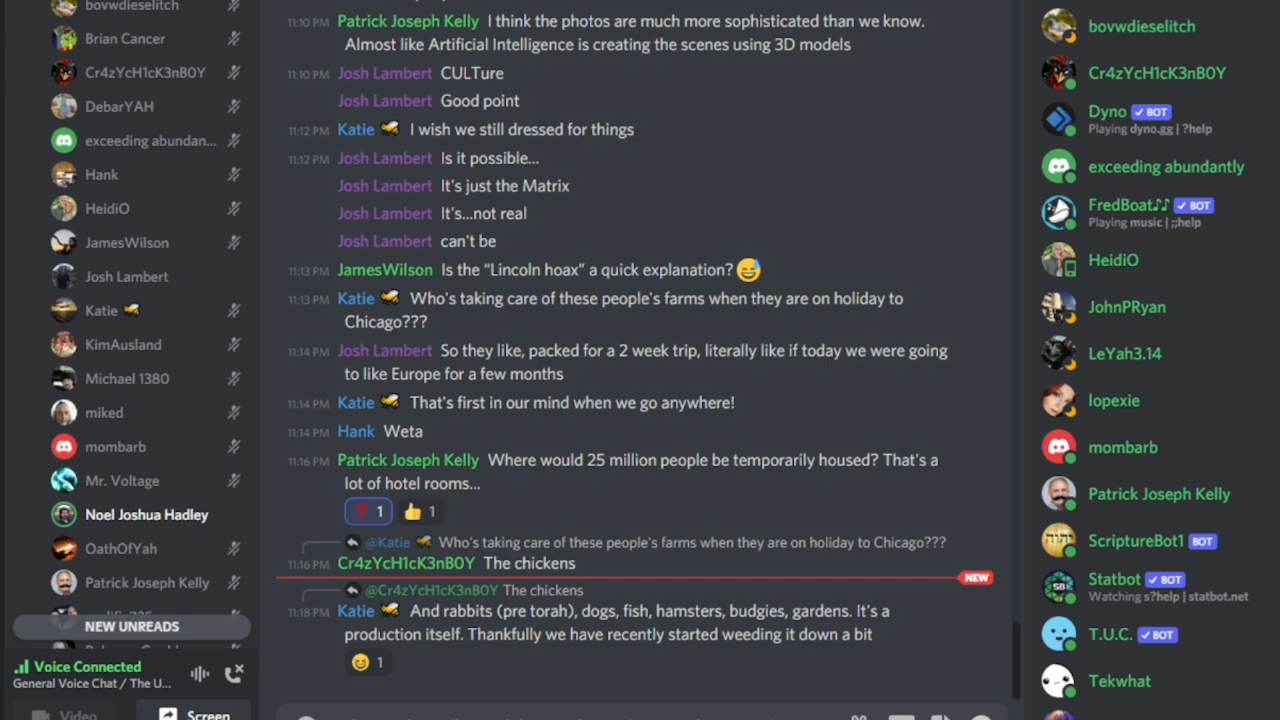 bovwdieselitch
Brian Cancer
Cr4zYcH1cK3nB0Y
DebarYAH
exceeding abundan...
Hank
HeidiO
JamesWilson
Josh Lambert
Katie
KimAusland
Michael 1380
miked
mombarb
Mr. Voltage
Noel Joshua Hadley
OathOfYah
Patrick Joseph Kelly
NEW UNREADS
Voice Connected
General Voice Chat / The U...
Video
Screen
11:10 PM Patrick Joseph Kelly I think the photos are much more sophisticated than we know.
Almost like Artificial Intelligence is creating the scenes using 3D models
11:10 PM Josh Lambert CULTure
Josh Lambert Good point
11:12 PM Katie I wish we still dressed for things
11:12 PM Josh Lambert Is it possible...
Josh Lambert It's just the Matrix
Josh Lambert It's...not real
Josh Lambert can't be
11:13 PM JamesWilson Is the "Lincoln hoax" a quick explanation? 😅
11:13 PM Katie Who's taking care of these people's farms when they are on holiday to
Chicago???
11:14 PM Josh Lambert So they like, packed for a 2 week trip, literally like if today we were going
to like Europe for a few months
11:14 PM Katie That's first in our mind when we go anywhere!
11:14 PM Hank Weta
11:16 PM Patrick Joseph Kelly Where would 25 million people be temporarily housed? That's a
lot of hotel rooms...
❓ 1 👍 1
@Katie Who's taking care of these people's farms when they are on holiday to Chicago???
11:16 PM Cr4zYcH1cK3nB0Y The chickens
NEW
@Cr4zYcH1cK3nB0Y The chickens
11:18 PM Katie And rabbits (pre torah), dogs, fish, hamsters, budgies, gardens. It's a
production itself. Thankfully we have recently started weeding it down a bit
😄 1
bovwdieselitch
Cr4zYcH1cK3nB0Y
Dyno ✓ BOT
Playing dyno.gg | ?help
exceeding abundantly
FredBoat♪♪ ✓ BOT
Playing music | ;;help
HeidiO
JohnPRyan
LeYah3.14
lopexie
mombarb
Patrick Joseph Kelly
ScriptureBot1 BOT
Statbot ✓ BOT
Watching s?help | statbot.net
T.U.C. ✓ BOT
Tekwhat